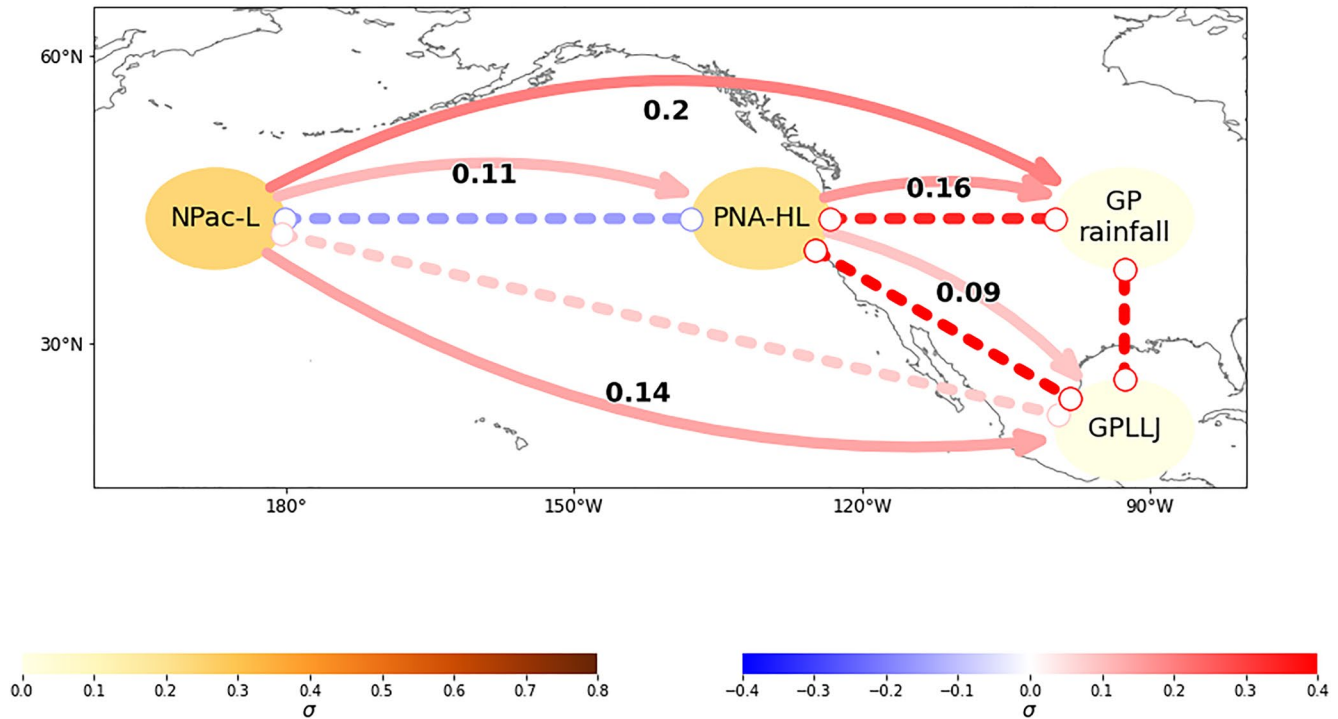 60°N
0.2
0.11
0.16
NPac-L
PNA-HL
GP
rainfall
0.09
30°N
0.14
GPLLJ
180°
150°W
120°W
90°W
0.0 0.1 0.2 0.3 0.4 0.5 0.6 0.7 0.8
σ
−0.4 −0.3 −0.2 −0.1 0.0 0.1 0.2 0.3 0.4
σ